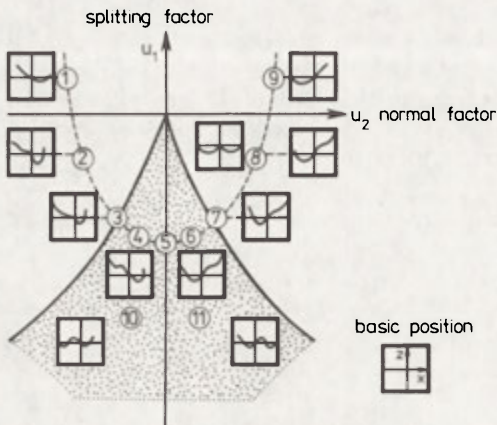 splitting factor
u1
1
9
u2 normal factor
2
8
3
7
4
5
6
10
11
basic position
z
x